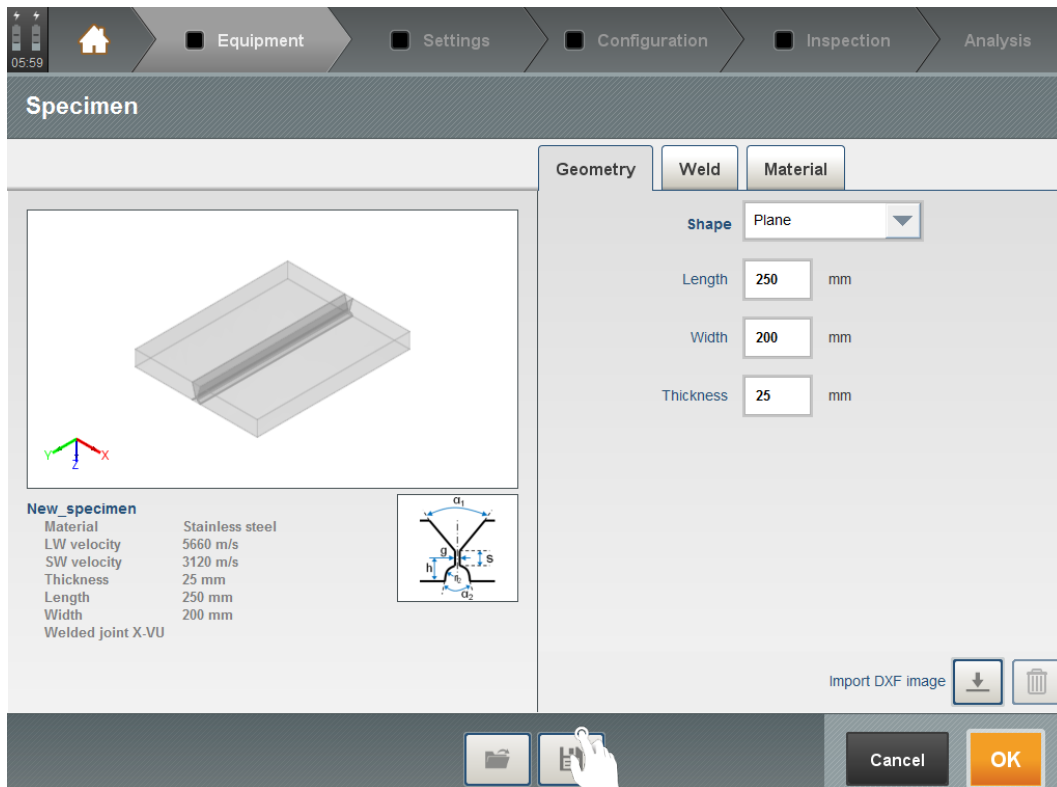 05:59
Equipment
Settings
Configuration
Inspection
Analysis
Specimen
Geometry
Weld
Material
Shape Plane
Length 250 mm
Width 200 mm
Thickness 25 mm
Y
Z
X
New_specimen
Material Stainless steel
LW velocity 5660 m/s
SW velocity 3120 m/s
Thickness 25 mm
Length 250 mm
Width 200 mm
Welded joint X-VU
α1
g
S
h
α2
Import DXF image
Cancel
OK